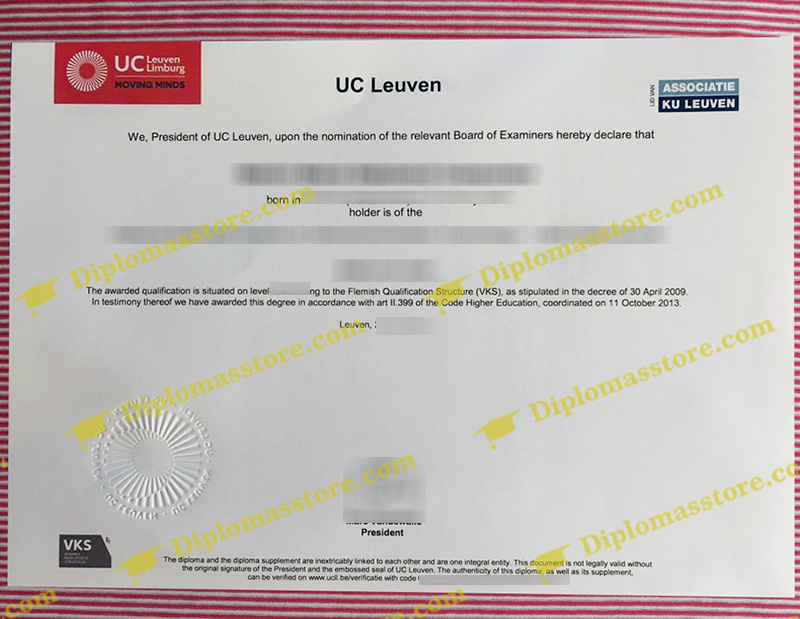 UC Leuven Limburg
MOVING MINDS
UC Leuven
LID VAN
ASSOCIATIE
KU LEUVEN
We, President of UC Leuven, upon the nomination of the relevant Board of Examiners hereby declare that
born in
holder is of the
The awarded qualification is situated on level ng to the Flemish Qualification Structure (VKS), as stipulated in the decree of 30 April 2009.
In testimony thereof we have awarded this degree in accordance with art II.399 of the Code Higher Education, coordinated on 11 October 2013.
Leuven,
President
VKS
The diploma and the diploma supplement are inextricably linked to each other and are one integral entity. This document is not legally valid without
the original signature of the President and the embossed seal of UC Leuven. The authenticity of this diploma, as well as its supplement,
can be verified on www.ucll.be/verificatie with code
Diplomasstore.com
Diplomasstore.com
Diplomasstore.com
Diplomasstore.com
Diplomasstore.com
Diplomasstore.com